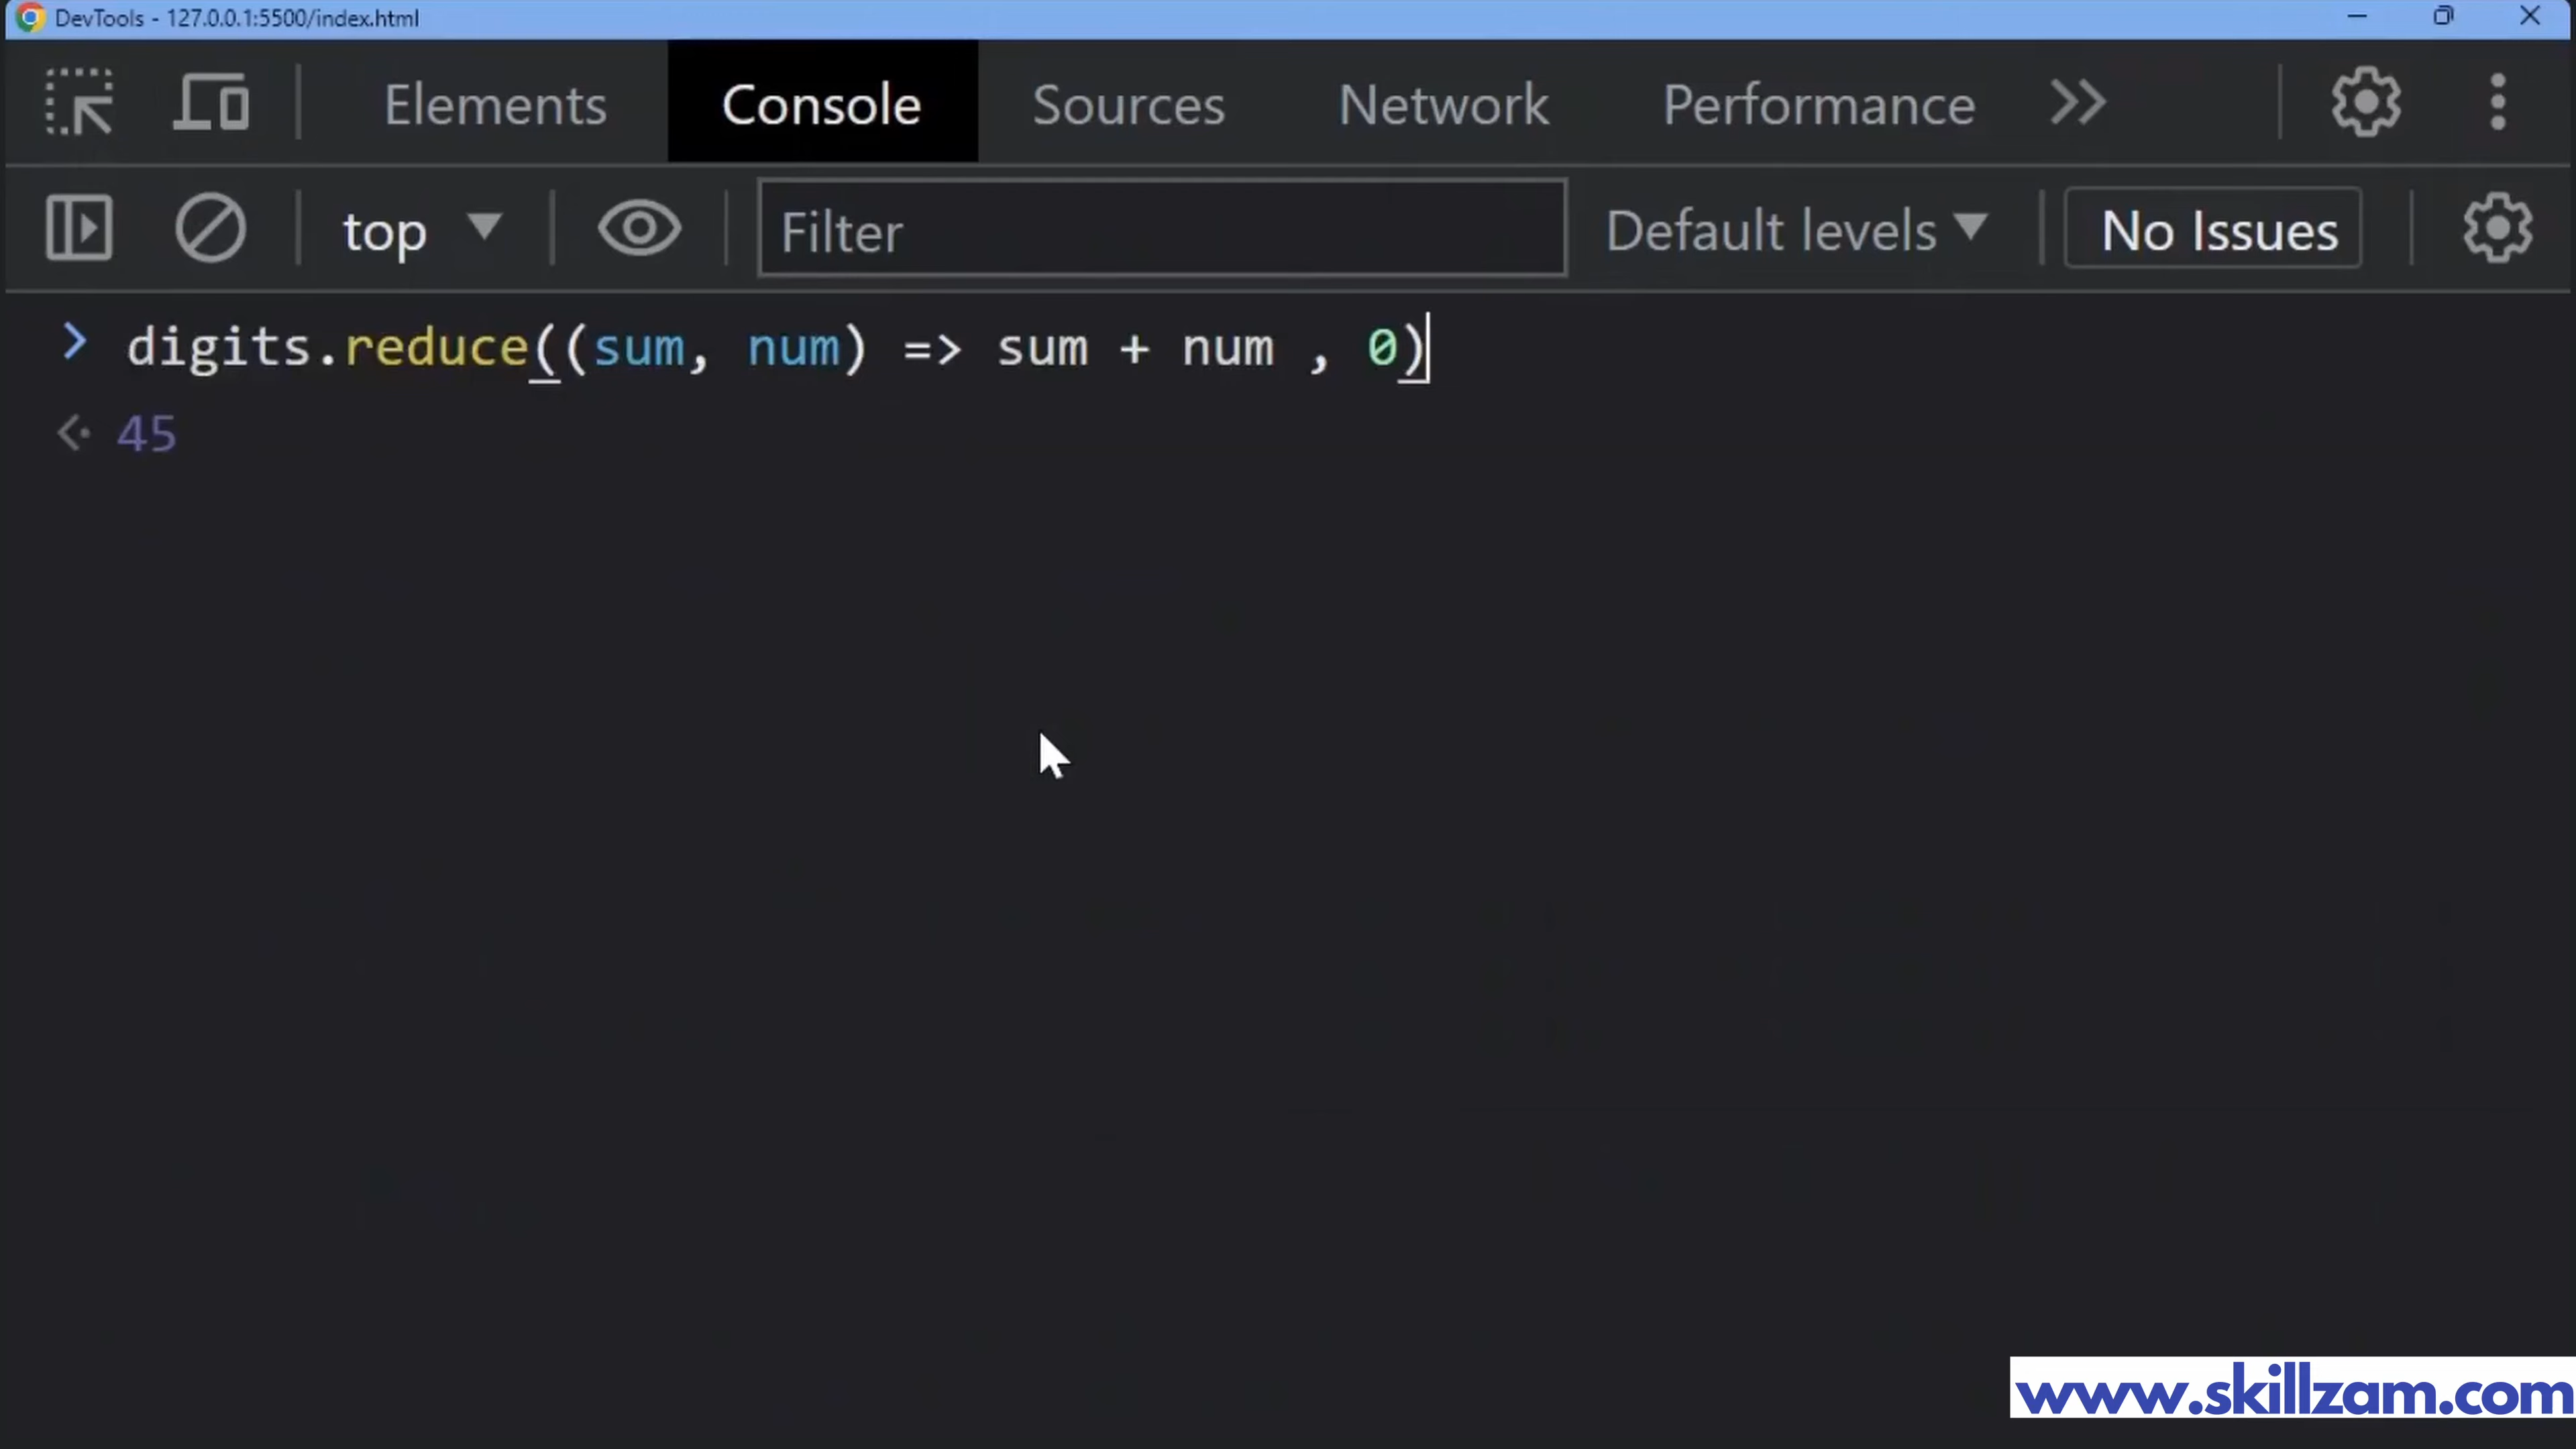 DevTools - 127.0.0.1:5500/index.html
Elements Console Sources Network Performance
top Filter Default levels No Issues
digits.reduce((sum, num) => sum + num , 0)
45
www.skillzam.com